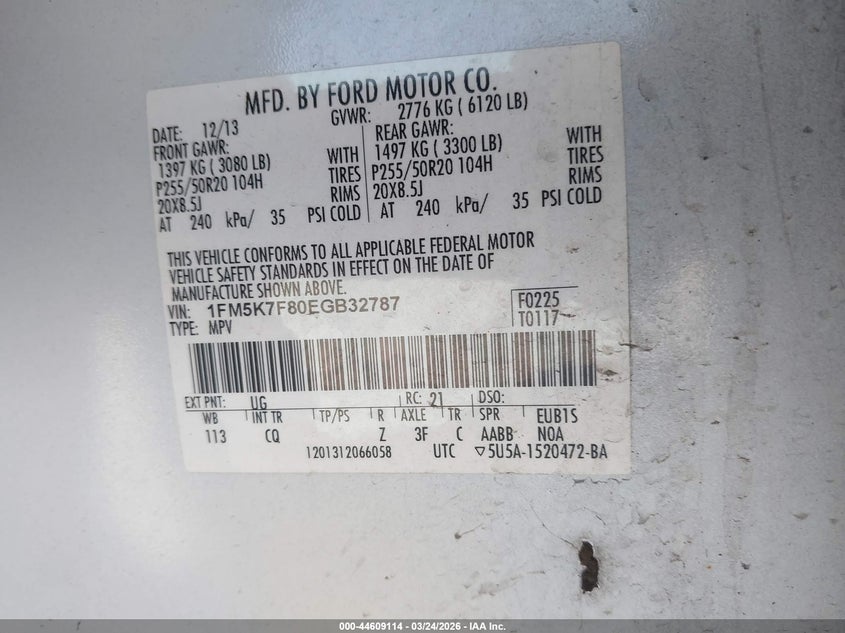 MFD. BY FORD MOTOR CO.
DATE: 12/13 GVWR: 2776 KG ( 6120 LB)
FRONT GAWR: REAR GAWR:
1397 KG ( 3080 LB) WITH 1497 KG ( 3300 LB) WITH
P255/50R20 104H TIRES P255/50R20 104H TIRES
20X8.5J RIMS 20X8.5J RIMS
AT 240 kPa/ 35 PSI COLD AT 240 kPa/ 35 PSI COLD
THIS VEHICLE CONFORMS TO ALL APPLICABLE FEDERAL MOTOR
VEHICLE SAFETY STANDARDS IN EFFECT ON THE DATE OF
MANUFACTURE SHOWN ABOVE.
VIN: 1FM5K7F80EGB32787 F0225
TYPE: MPV T0117
EXT PNT: UG RC: 21 DSO:
WB INT TR TP/PS R AXLE TR SPR EUB1S
113 CQ Z 3F C AABB NOA
1201312066058 UTC ▽5U5A-1520472-BA
000-44609114 - 03/24/2026 - IAA Inc.